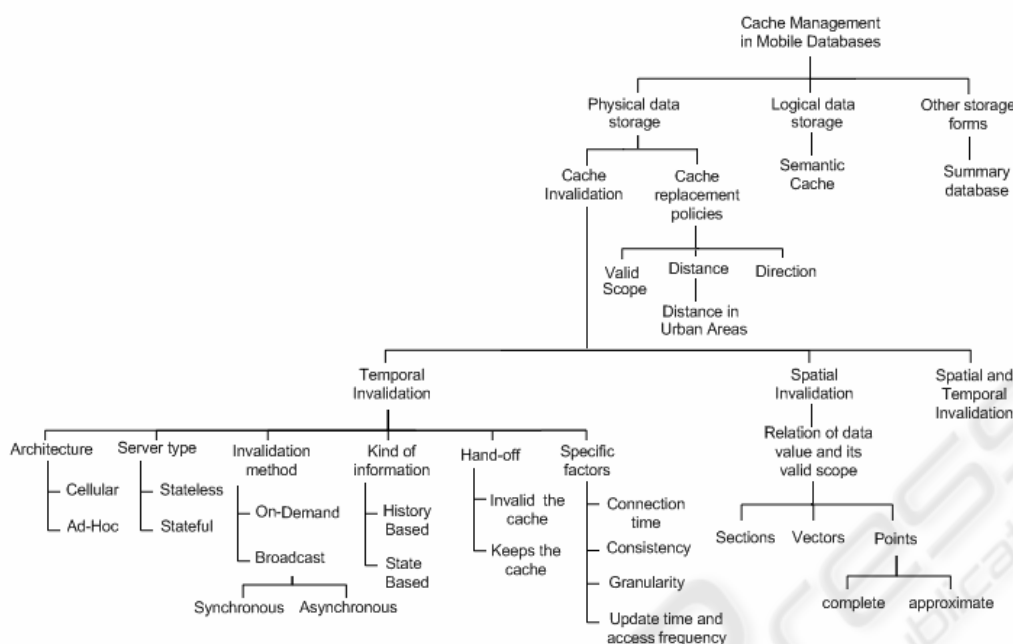 Cache Management
in Mobile Databases
Physical data
storage
Logical data
storage
Other storage
forms
Cache
Invalidation
Cache
replacement
policies
Semantic
Cache
Summary
database
Valid
Scope
Distance
Direction
Distance in
Urban Areas
Temporal
Invalidation
Spatial
Invalidation
Spatial and
Temporal
Invalidation
Architecture
Server type
Invalidation
method
Kind of
information
Hand-off
Specific
factors
Relation of data
value and its
valid scope
Cellular
Ad-Hoc
Stateless
Stateful
On-Demand
Broadcast
Synchronous
Asynchronous
History
Based
State
Based
Invalid the
cache
Keeps the
cache
Connection
time
Consistency
Granularity
Update time and
access frequency
Sections
Vectors
Points
complete
approximate